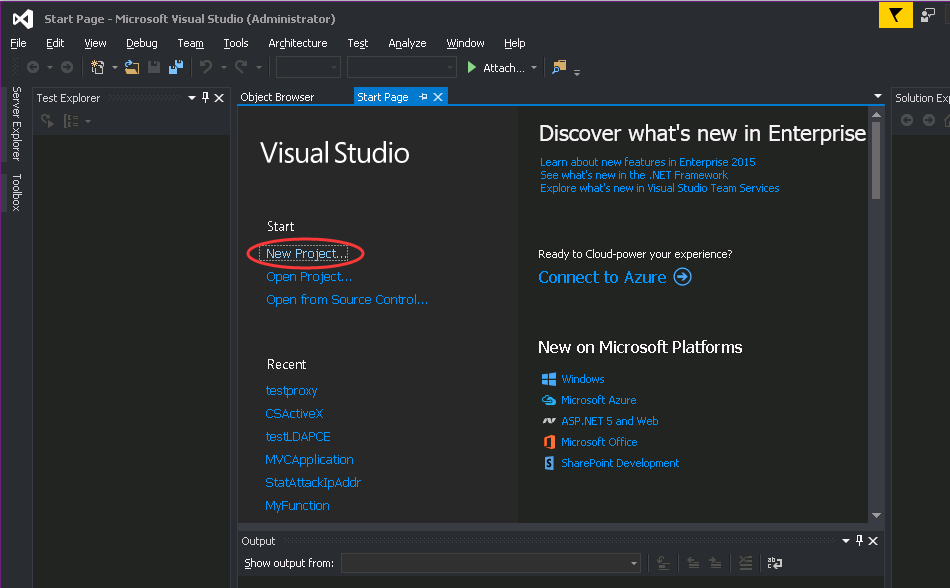 Start Page - Microsoft Visual Studio (Administrator)
File Edit View Debug Team Tools Architecture Test Analyze Window Help
Attach...
Server Explorer
Toolbox
Test Explorer
Object Browser
Start Page
Visual Studio
Start
New Project...
Open Project...
Open from Source Control...
Recent
testproxy
CSActiveX
testLDAPCE
MVCApplication
StatAttackIpAddr
MyFunction
Discover what's new in Enterprise
Learn about new features in Enterprise 2015
See what's new in the .NET Framework
Explore what's new in Visual Studio Team Services
Ready to Cloud-power your experience?
Connect to Azure
New on Microsoft Platforms
Windows
Microsoft Azure
ASP.NET 5 and Web
Microsoft Office
SharePoint Development
Solution Exp
Output
Show output from: